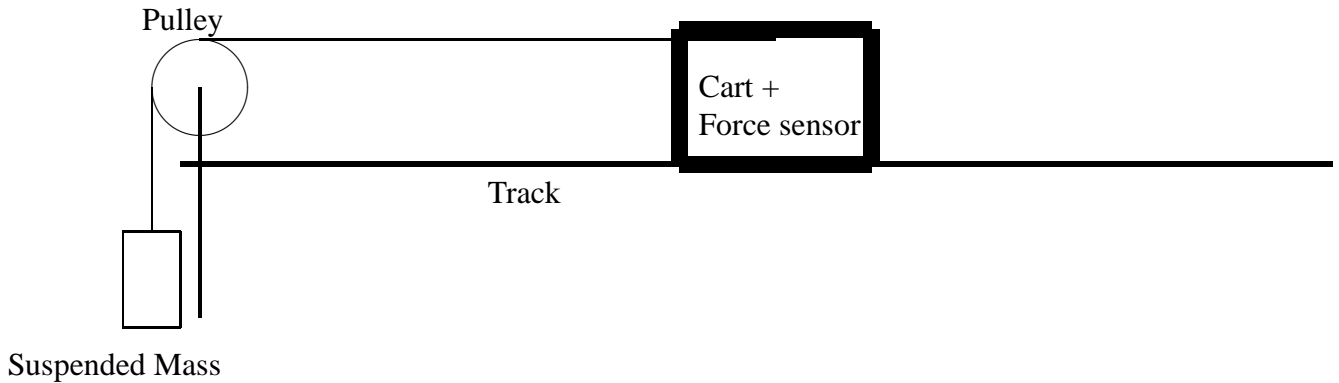 Pulley
Cart +
Force sensor
Track
Suspended Mass